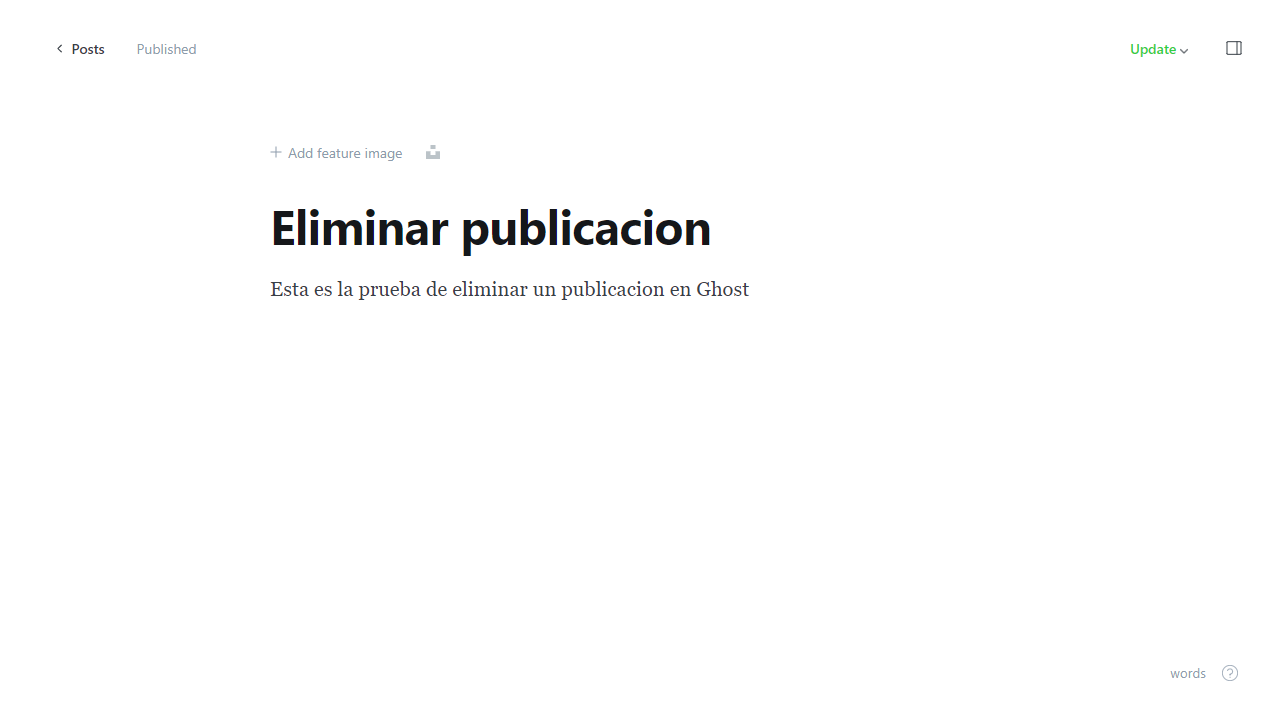 Posts Published Update
Add feature image
Eliminar publicacion
Esta es la prueba de eliminar un publicacion en Ghost
words